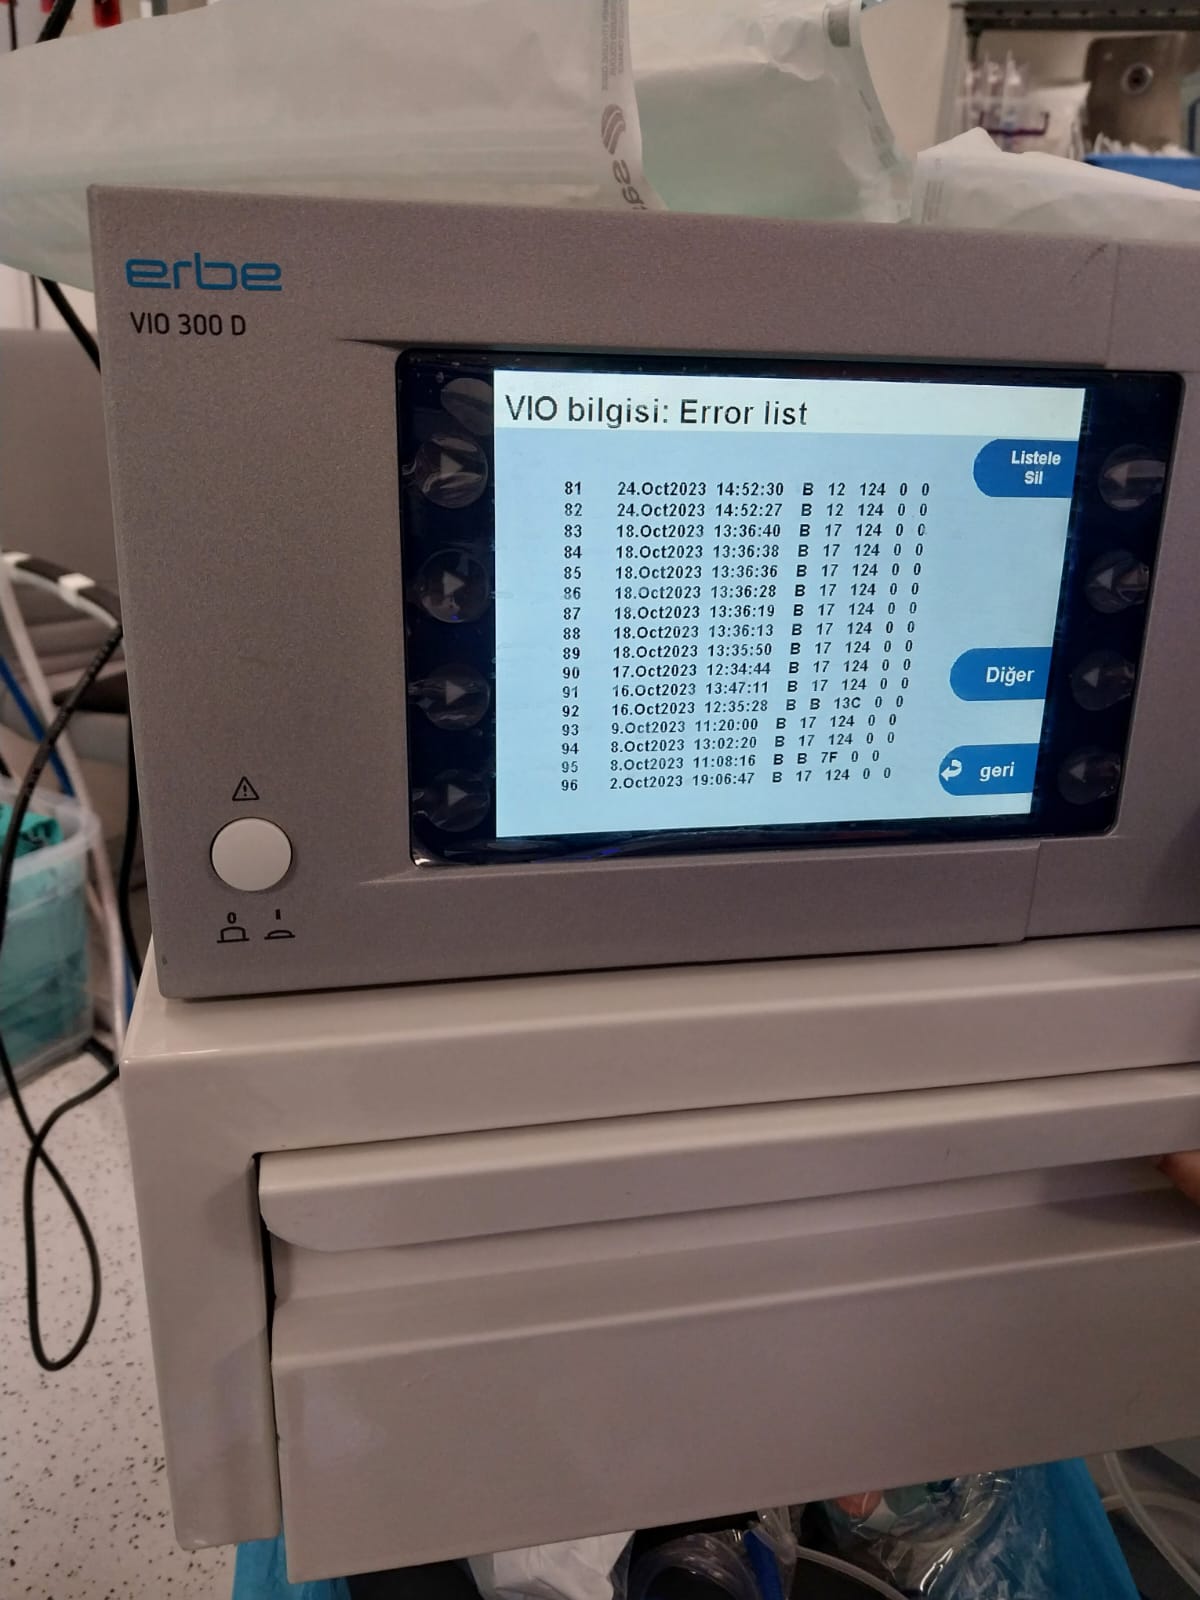 erbe
VIO 300 D
VIO bilgisi: Error list
Listele
Sil
81 24.Oct2023 14:52:30 B 12 124 0 0
82 24.Oct2023 14:52:27 B 12 124 0 0
83 18.Oct2023 13:36:40 B 17 124 0 0
84 18.Oct2023 13:36:38 B 17 124 0 0
85 18.Oct2023 13:36:36 B 17 124 0 0
86 18.Oct2023 13:36:28 B 17 124 0 0
87 18.Oct2023 13:36:19 B 17 124 0 0
88 18.Oct2023 13:36:13 B 17 124 0 0
89 18.Oct2023 13:35:50 B 17 124 0 0
90 17.Oct2023 12:34:44 B 17 124 0 0
91 16.Oct2023 13:47:11 B 17 124 0 0
92 16.Oct2023 12:35:28 B B 13C 0 0
93 9.Oct2023 11:20:00 B 17 124 0 0
94 8.Oct2023 13:02:20 B 17 124 0 0
95 8.Oct2023 11:08:16 B B 7F 0 0
96 2.Oct2023 19:06:47 B 17 124 0 0
Diğer
geri
0 I